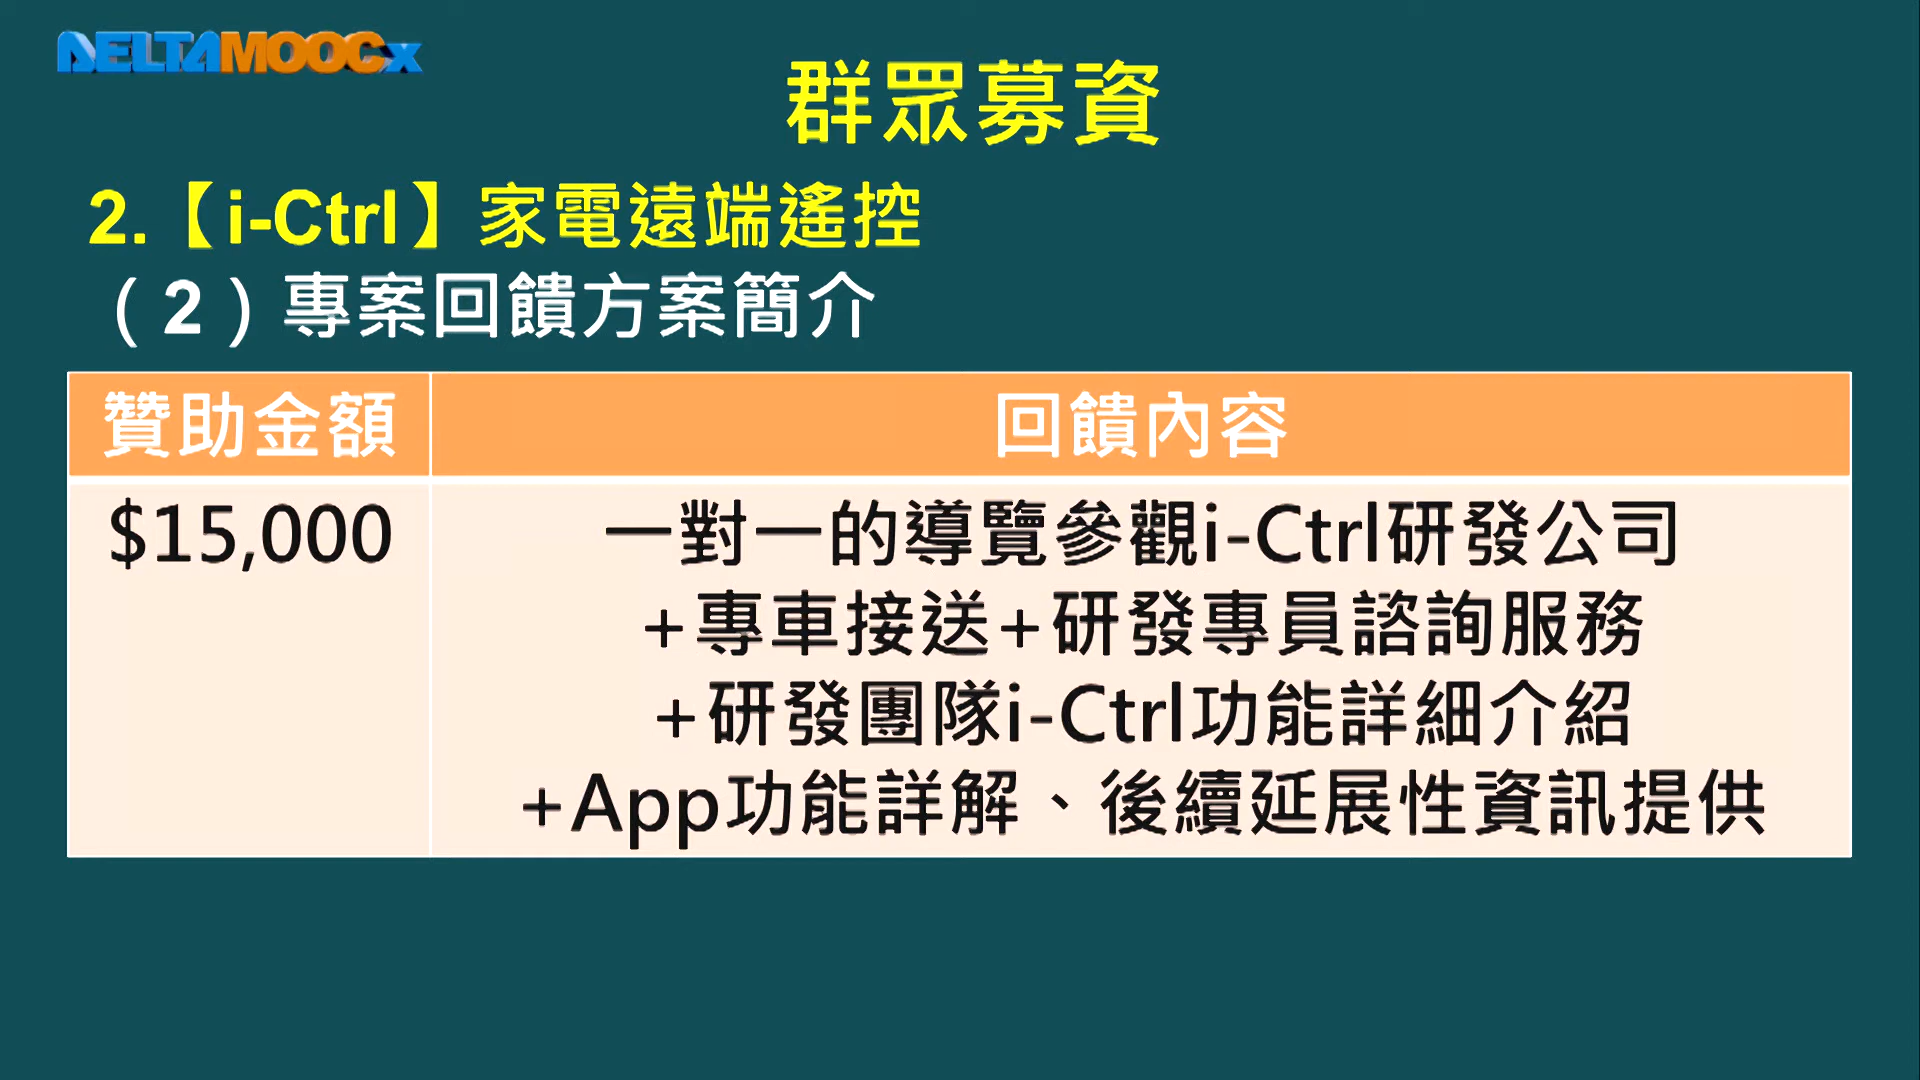 DELTAMOOCx
群眾募資
2.【i-Ctrl】家電遠端遙控
（2）專案回饋方案簡介
贊助金額 回饋內容
$15,000 一對一的導覽參觀i-Ctrl研發公司
+專車接送+研發專員諮詢服務
+研發團隊i-Ctrl功能詳細介紹
+App功能詳解、後續延展性資訊提供